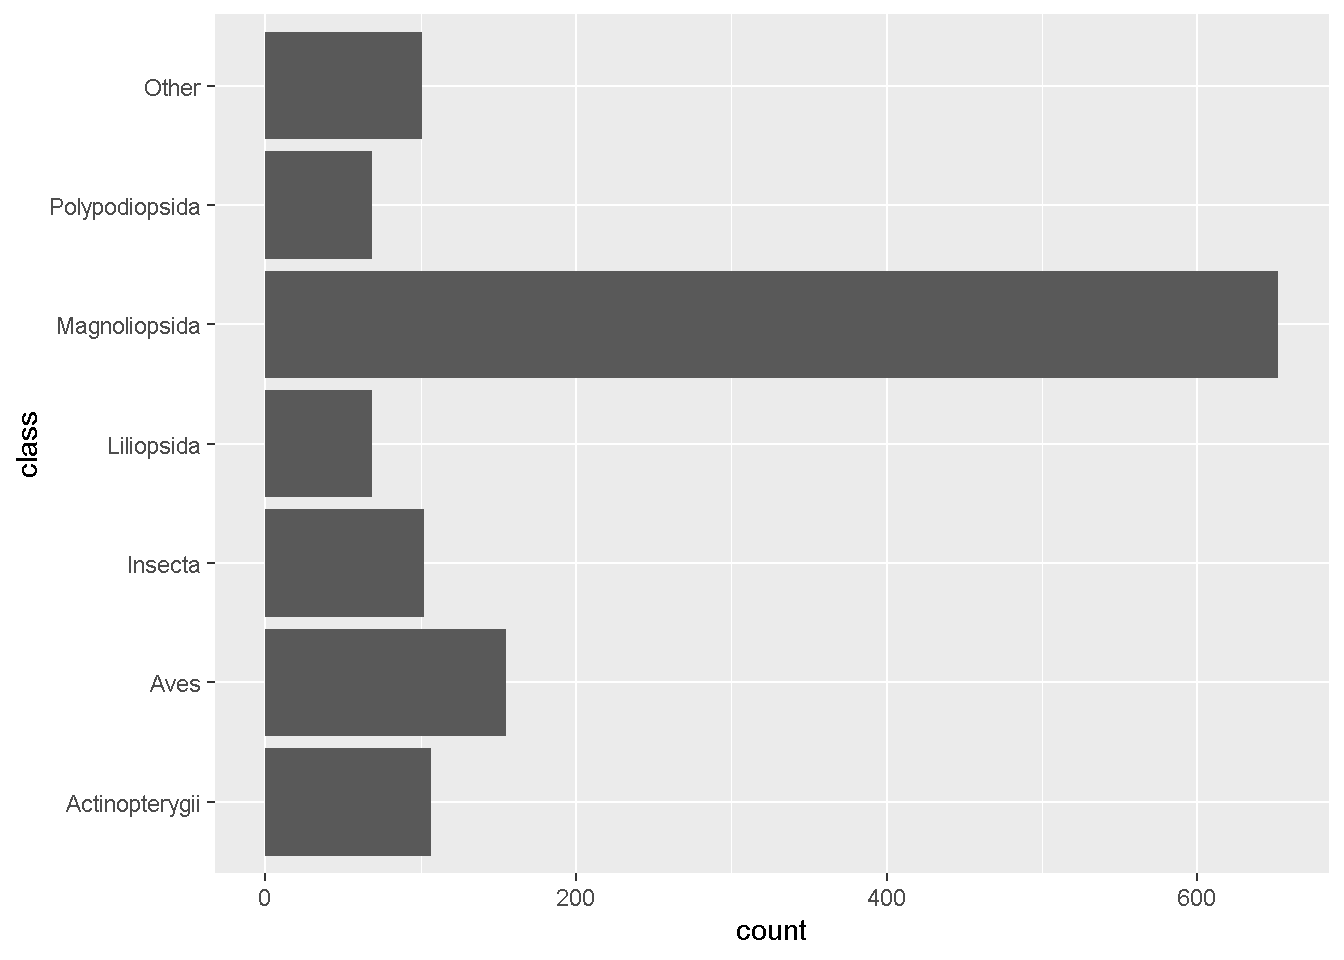 Other
Polypodiopsida
Magnoliopsida
Liliopsida
Insecta
Aves
Actinopterygii
class
0 200 400 600
count